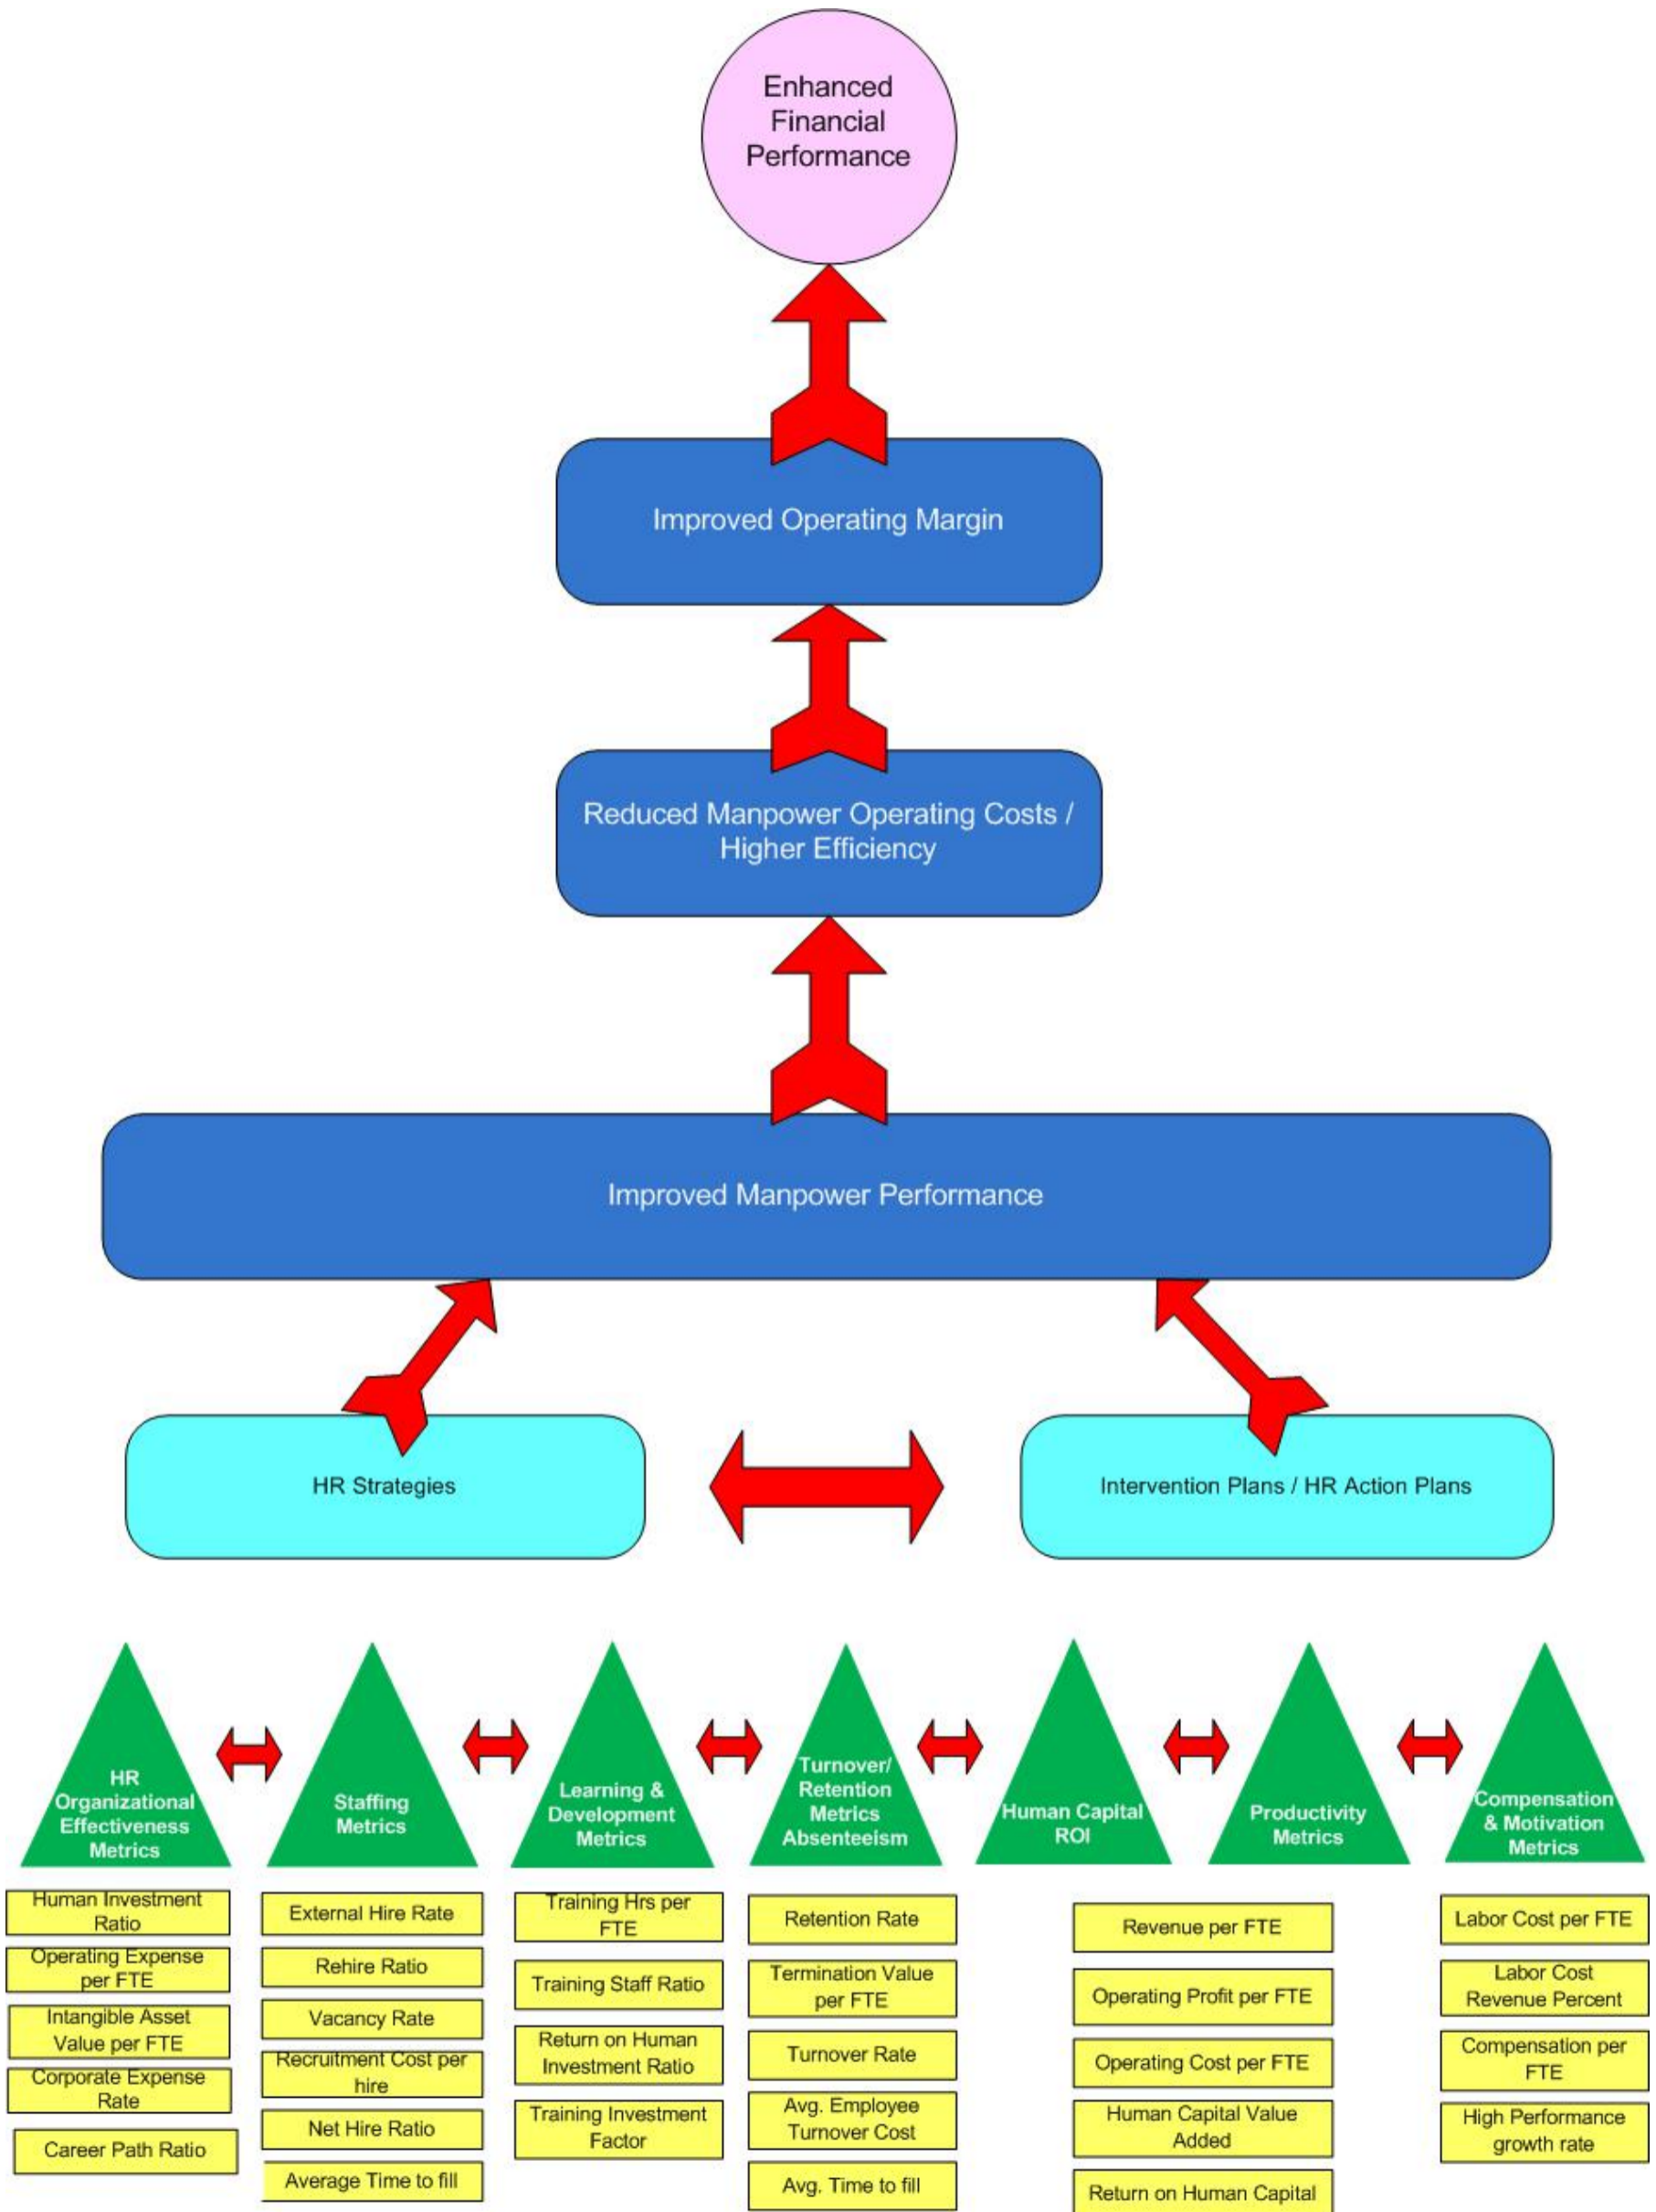 Enhanced
Financial
Performance
Improved Operating Margin
Reduced Manpower Operating Costs /
Higher Efficiency
Improved Manpower Performance
HR Strategies
Intervention Plans / HR Action Plans
HR
Organizational
Effectiveness
Metrics
Staffing
Metrics
Learning &
Development
Metrics
Turnover/
Retention
Metrics
Absenteeism
Human Capital
ROI
Productivity
Metrics
Compensation
& Motivation
Metrics
Human Investment
Ratio
Operating Expense
per FTE
Intangible Asset
Value per FTE
Corporate Expense
Rate
Career Path Ratio
External Hire Rate
Rehire Ratio
Vacancy Rate
Recruitment Cost per
hire
Net Hire Ratio
Average Time to fill
Training Hrs per
FTE
Training Staff Ratio
Return on Human
Investment Ratio
Training Investment
Factor
Retention Rate
Termination Value
per FTE
Turnover Rate
Avg. Employee
Turnover Cost
Avg. Time to fill
Revenue per FTE
Operating Profit per FTE
Operating Cost per FTE
Human Capital Value
Added
Return on Human Capital
Labor Cost per FTE
Labor Cost
Revenue Percent
Compensation per
FTE
High Performance
growth rate